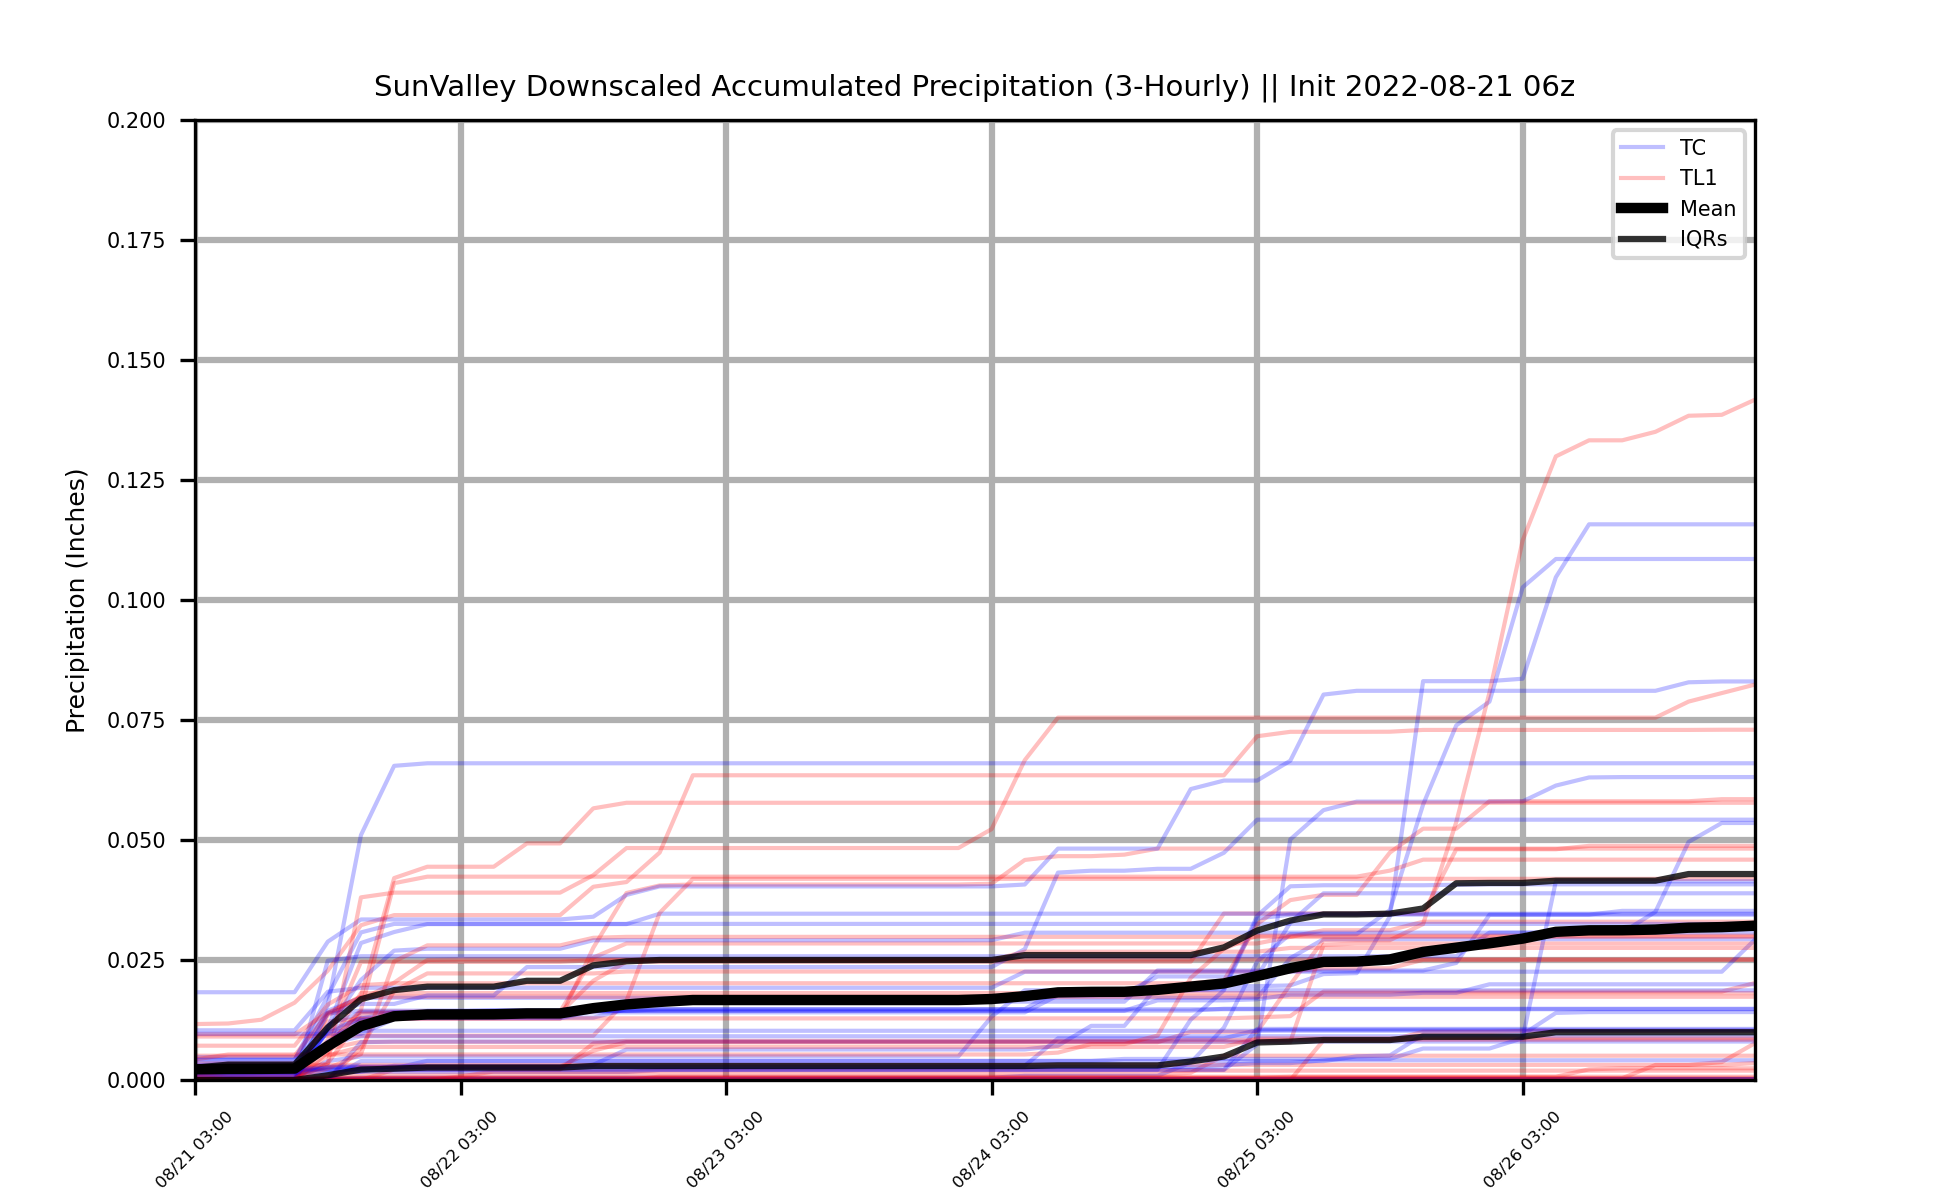 SunValley Downscaled Accumulated Precipitation (3-Hourly) || Init 2022-08-21 06z
0.200
0.175
0.150
0.125
0.100
0.075
0.050
0.025
0.000
Precipitation (Inches)
TC
TL1
Mean
IQRs
08/21 03:00
08/22 03:00
08/23 03:00
08/24 03:00
08/25 03:00
08/26 03:00